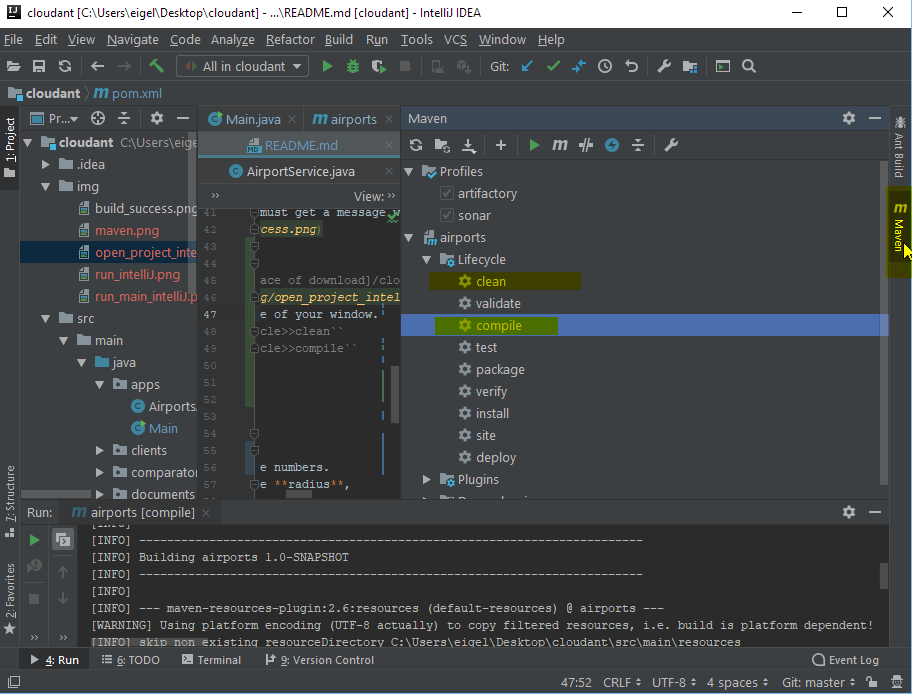 cloudant [C:\Users\eigel\Desktop\cloudant] - ...\README.md [cloudant] - IntelliJ IDEA
File Edit View Navigate Code Analyze Refactor Build Run Tools VCS Window Help
All in cloudant Git:
cloudant m pom.xml
1: Project
Pr...
cloudant C:\Users\eige
.idea
img
build_success.png
maven.png
open_project_inte
run_intelliJ.png
run_main_intelliJ.p
src
main
java
apps
Airports
Main
clients
comparator
documents
Main.java m airports
README.md
AirportService.java
View:
41 must get a message w
42 cess.png)
43
44
45 ace of download]/clo
46 g/open_project_intel
47 e of your window.
48 cle>>clean``
49 cle>>compile``
50
51
52
53
54
55
56 e numbers.
57 e **radius**,
Maven
Profiles
artifactory
sonar
airports
Lifecycle
clean
validate
compile
test
package
verify
install
site
deploy
Plugins
Ant Build
m Maven
7: Structure
2: Favorites
Run: m airports [compile]
[INFO]
[INFO] ------------------------------------------------------------------------
[INFO] Building airports 1.0-SNAPSHOT
[INFO] ------------------------------------------------------------------------
[INFO]
[INFO] --- maven-resources-plugin:2.6:resources (default-resources) @ airports ---
[WARNING] Using platform encoding (UTF-8 actually) to copy filtered resources, i.e. build is platform dependent!
[INFO] skip non existing resourceDirectory C:\Users\eigel\Desktop\cloudant\src\main\resources
4: Run 6: TODO Terminal 9: Version Control Event Log
47:52 CRLF UTF-8 4 spaces Git: master